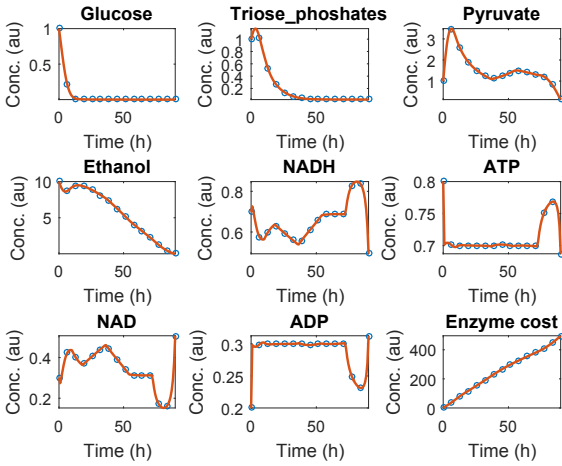 Glucose
Conc. (au)
1
0.5
0
50
Time (h)
Triose_phoshates
Conc. (au)
1
0.8
0.6
0.4
0.2
0
50
Time (h)
Pyruvate
Conc. (au)
3
2
1
0
50
Time (h)
Ethanol
Conc. (au)
10
5
0
50
Time (h)
NADH
Conc. (au)
0.8
0.6
0
50
Time (h)
ATP
Conc. (au)
0.8
0.75
0.7
0
50
Time (h)
NAD
Conc. (au)
0.4
0.2
0
50
Time (h)
ADP
Conc. (au)
0.3
0.25
0.2
0
50
Time (h)
Enzyme cost
Conc. (au)
400
200
0
0
50
Time (h)